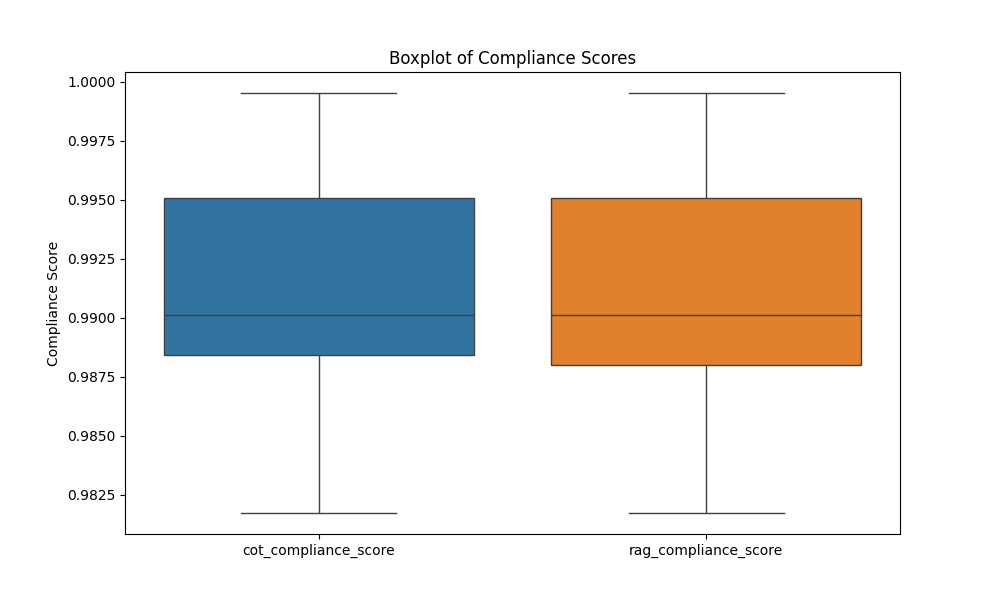 Boxplot of Compliance Scores
1.0000
0.9975
0.9950
0.9925
0.9900
0.9875
0.9850
0.9825
Compliance Score
cot_compliance_score
rag_compliance_score